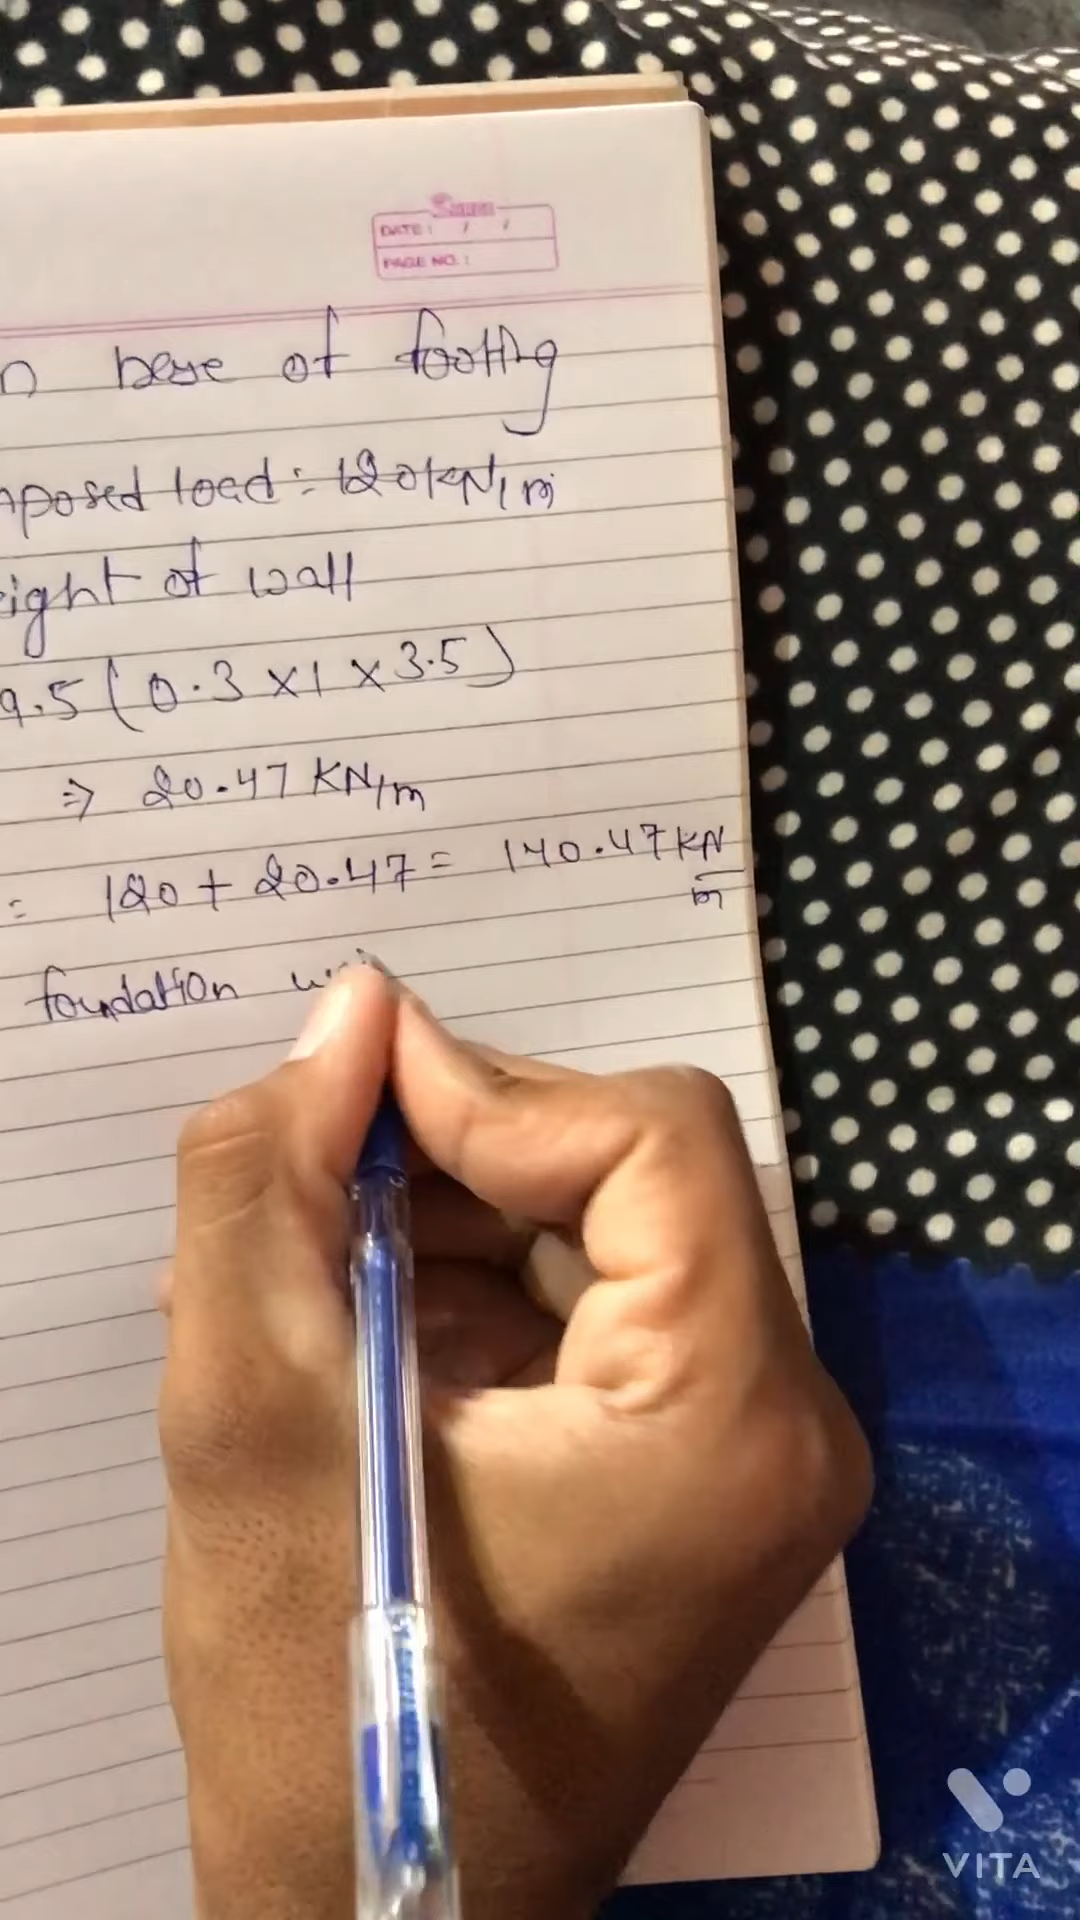 DATE: / /
PAGE NO.:
n base of footing
posed load = 120 KN/m
ight of wall
9.5 (0.3 x 1 x 3.5)
⇒ 20.47 KN/m
= 120 + 20.47 = 140.47 KN/m
foundation
VITA